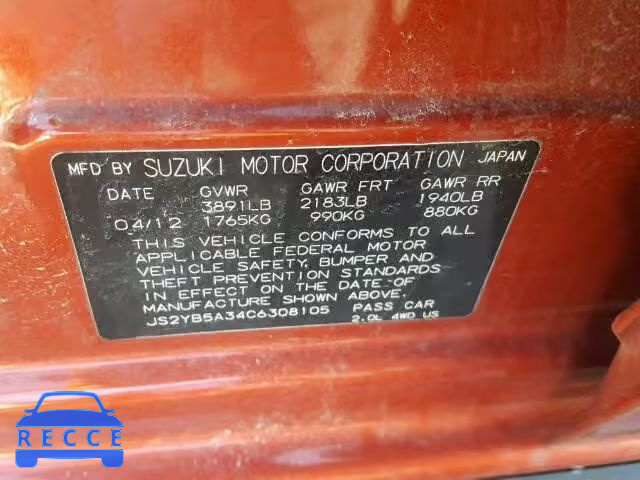 MFD BY SUZUKI MOTOR CORPORATION JAPAN
DATE GVWR GAWR FRT GAWR RR
3891LB 2183LB 1940LB
04/12 1765KG 990KG 880KG
THIS VEHICLE CONFORMS TO ALL
APPLICABLE FEDERAL MOTOR
VEHICLE SAFETY, BUMPER AND
THEFT PREVENTION STANDARDS
IN EFFECT ON THE DATE OF
MANUFACTURE SHOWN ABOVE.
JS2YB5A34C6308105 PASS CAR
2.0L 4WD US
RECCE